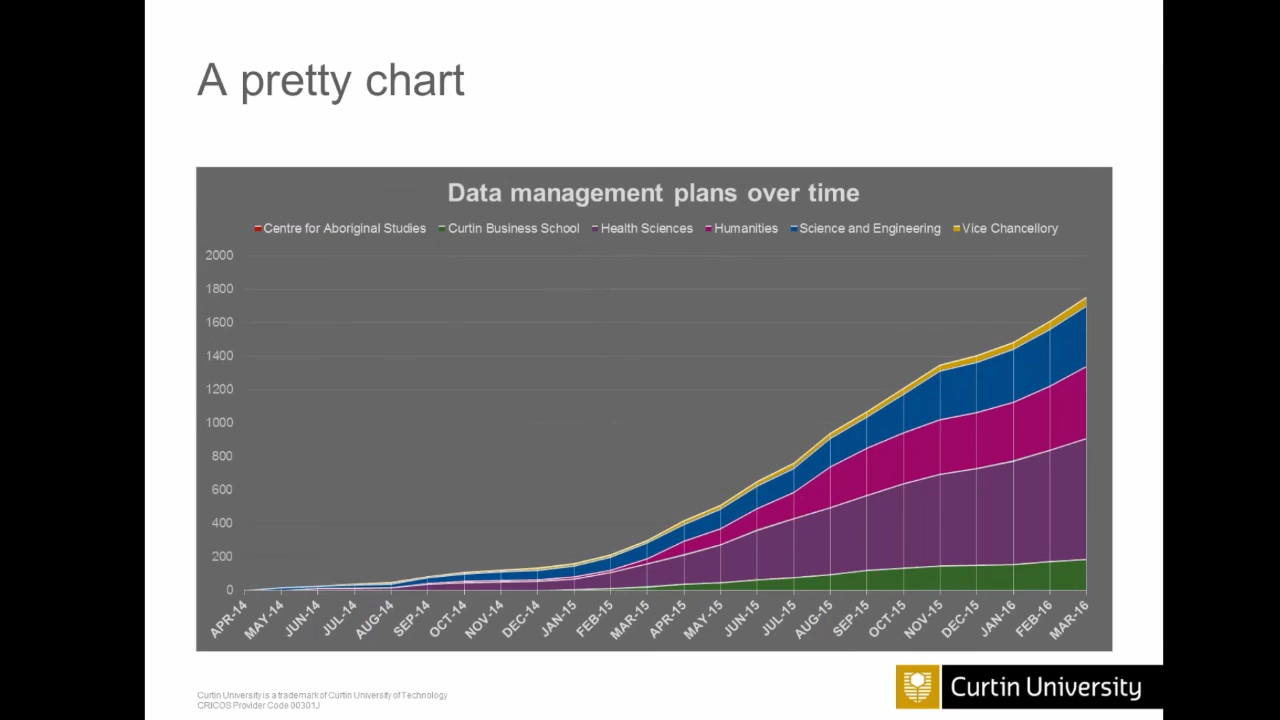 A pretty chart
Data management plans over time
Centre for Aboriginal Studies Curtin Business School Health Sciences Humanities Science and Engineering Vice Chancellory
2000
1800
1600
1400
1200
1000
800
600
400
200
0
APR-14 MAY-14 JUN-14 JUL-14 AUG-14 SEP-14 OCT-14 NOV-14 DEC-14 JAN-15 FEB-15 MAR-15 APR-15 MAY-15 JUN-15 JUL-15 AUG-15 SEP-15 OCT-15 NOV-15 DEC-15 JAN-16 FEB-16 MAR-16
Curtin University is a trademark of Curtin University of Technology
CRICOS Provider Code 00301J
Curtin University